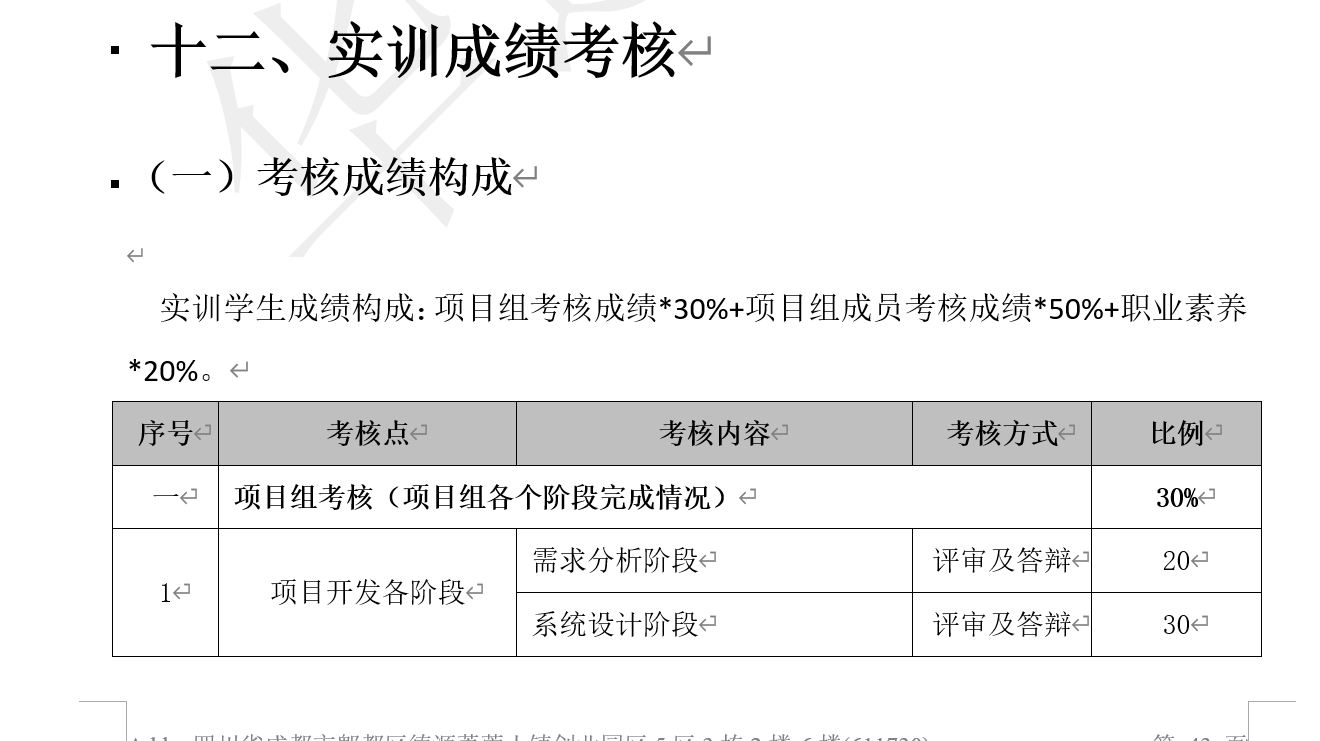 十二、实训成绩考核
（一）考核成绩构成
实训学生成绩构成：项目组考核成绩*30%+项目组成员考核成绩*50%+职业素养
*20%。
序号 考核点 考核内容 考核方式 比例
一 项目组考核（项目组各个阶段完成情况） 30%
1 项目开发各阶段 需求分析阶段 评审及答辩 20
系统设计阶段 评审及答辩 30